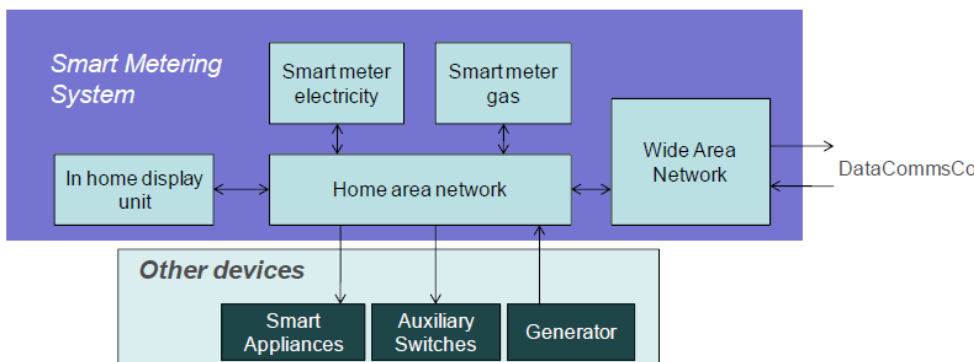 Smart Metering
System
Smart meter
electricity
Smart meter
gas
Wide Area
Network
DataCommsCo
In home display
unit
Home area network
Other devices
Smart
Appliances
Auxiliary
Switches
Generator